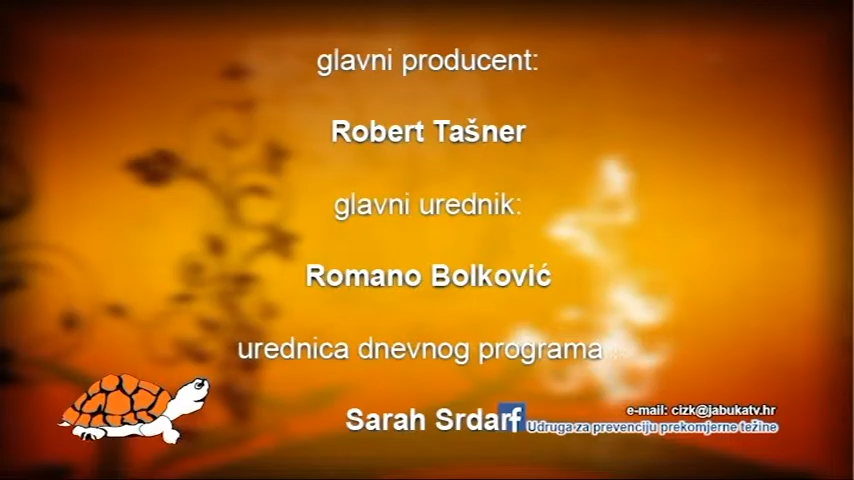 glavni producent:
Robert Tašner
glavni urednik:
Romano Bolković
urednica dnevnog programa
e-mail: cizk@jabukatv.hr
Sarah Srdar
f Udruga za prevenciju prekomjerne težine